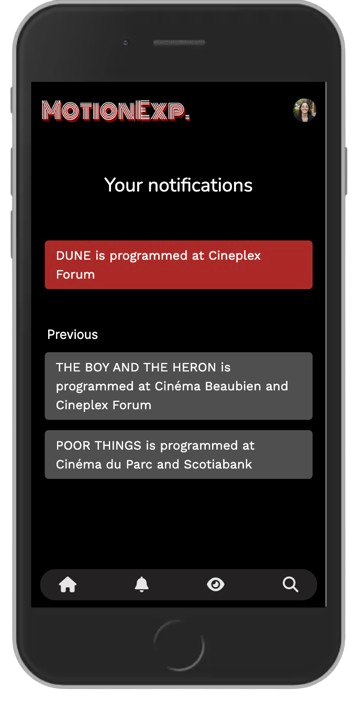 MOTIONEXP.
Your notifications
DUNE is programmed at Cineplex
Forum
Previous
THE BOY AND THE HERON is
programmed at Cinéma Beaubien and
Cineplex Forum
POOR THINGS is programmed at
Cinéma du Parc and Scotiabank